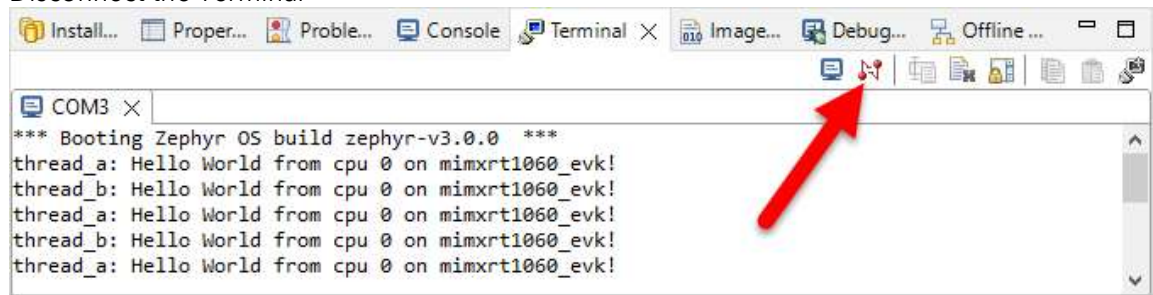 Disconnect the Terminal
Install... Proper... Proble... Console Terminal Image... Debug... Offline ...
COM3
*** Booting Zephyr OS build zephyr-v3.0.0  ***
thread_a: Hello World from cpu 0 on mimxrt1060_evk!
thread_b: Hello World from cpu 0 on mimxrt1060_evk!
thread_a: Hello World from cpu 0 on mimxrt1060_evk!
thread_b: Hello World from cpu 0 on mimxrt1060_evk!
thread_a: Hello World from cpu 0 on mimxrt1060_evk!